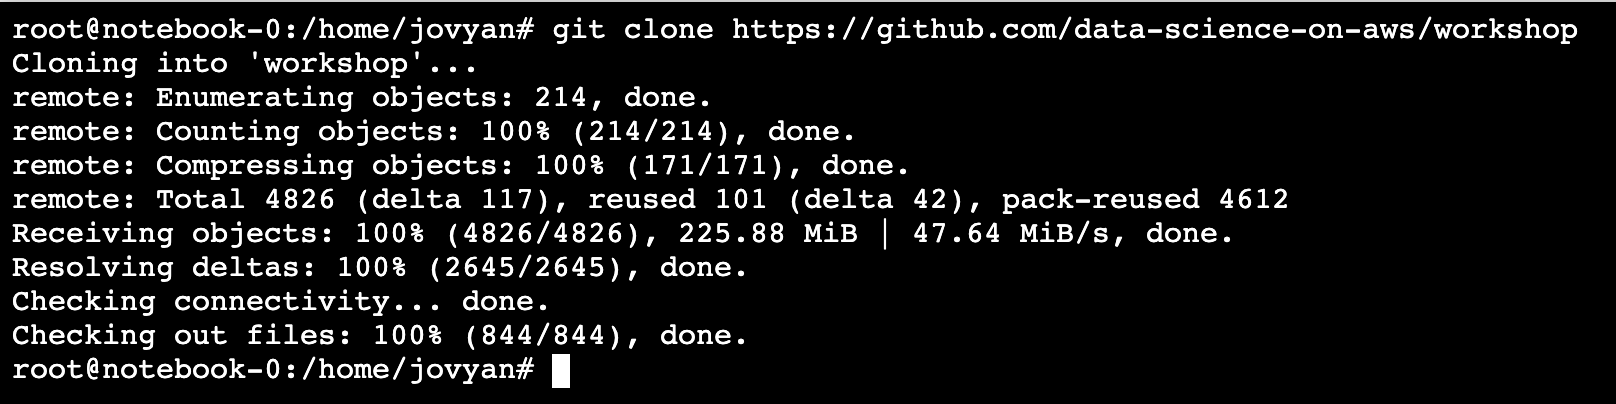 root@notebook-0:/home/jovyan# git clone https://github.com/data-science-on-aws/workshop
Cloning into 'workshop'...
remote: Enumerating objects: 214, done.
remote: Counting objects: 100% (214/214), done.
remote: Compressing objects: 100% (171/171), done.
remote: Total 4826 (delta 117), reused 101 (delta 42), pack-reused 4612
Receiving objects: 100% (4826/4826), 225.88 MiB | 47.64 MiB/s, done.
Resolving deltas: 100% (2645/2645), done.
Checking connectivity... done.
Checking out files: 100% (844/844), done.
root@notebook-0:/home/jovyan#